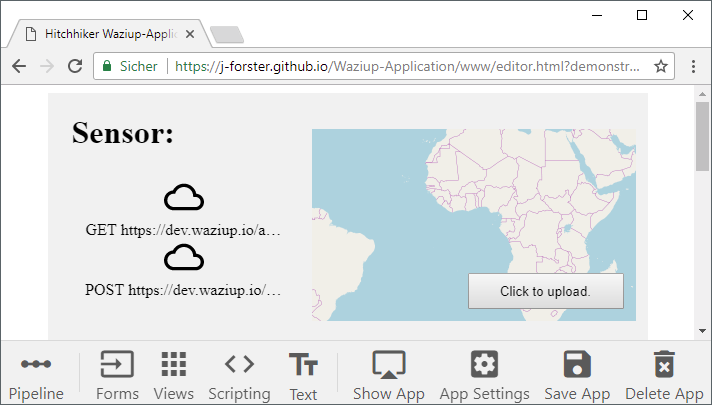 Hitchhiker Waziup-Applic
Sicher https://j-forster.github.io/Waziup-Application/www/editor.html?demonstr...
Sensor:
GET https://dev.waziup.io/a...
POST https://dev.waziup.io/...
Click to upload.
Pipeline Forms Views Scripting Text Show App App Settings Save App Delete App